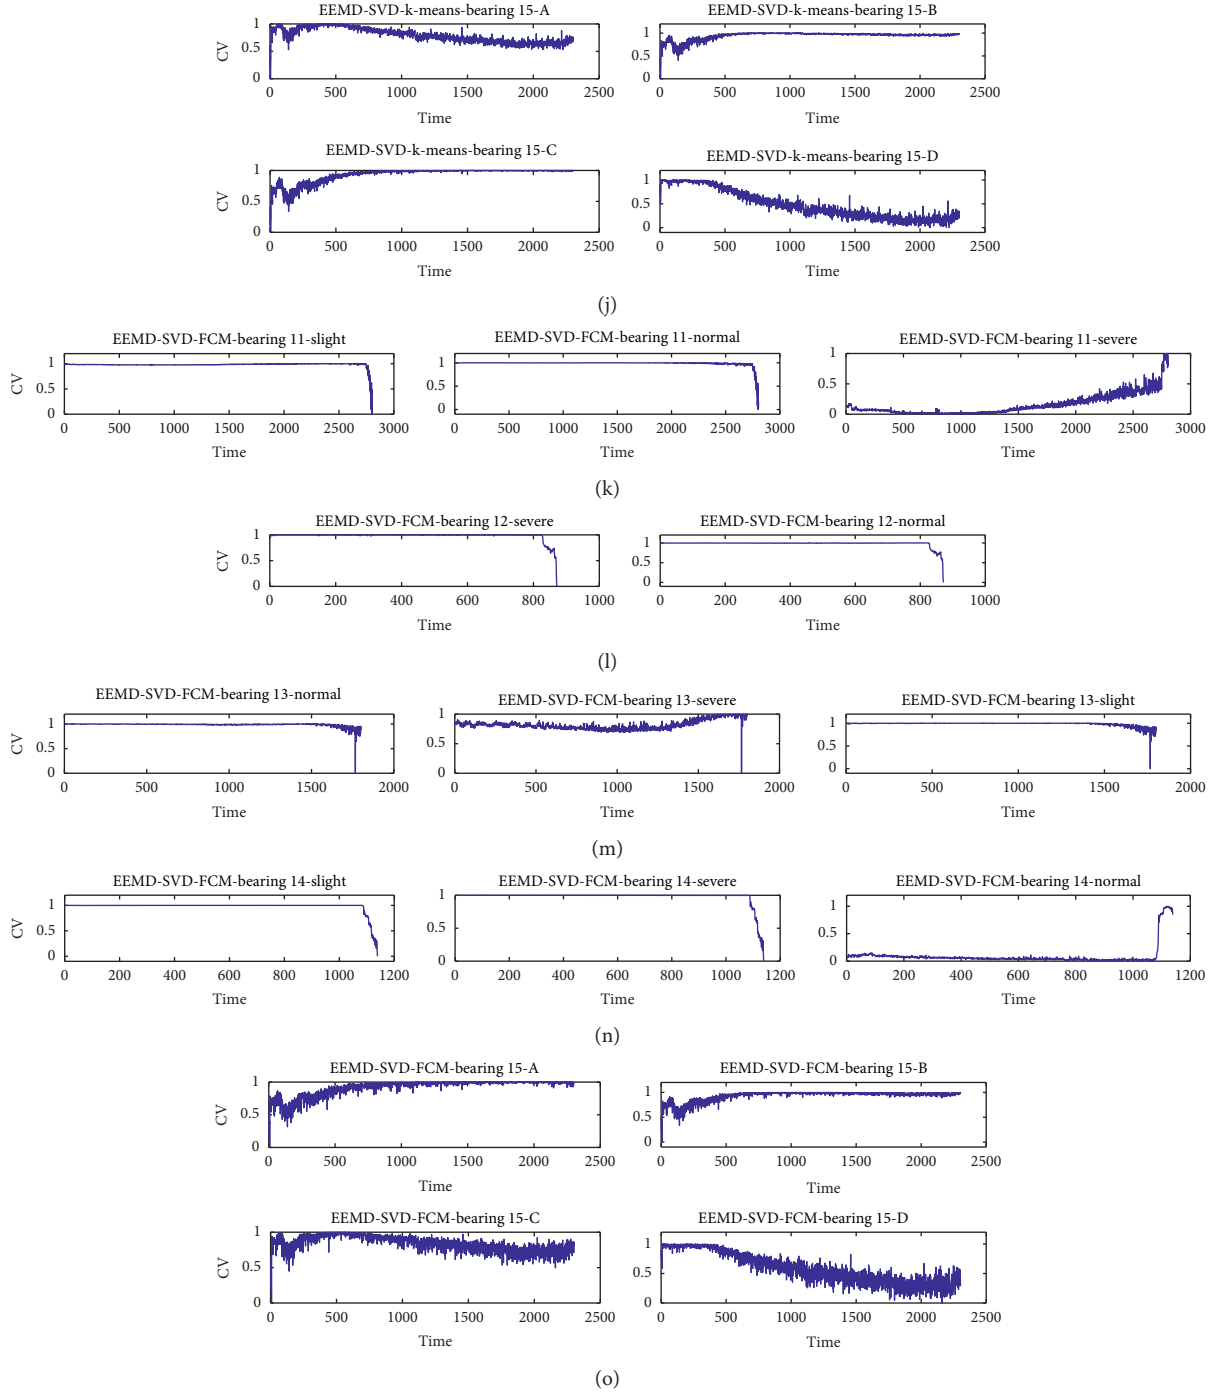 EEMD-SVD-k-means-bearing 15-A
CV
1
0.5
0
0 500 1000 1500 2000 2500
Time
EEMD-SVD-k-means-bearing 15-B
1
0.5
0
0 500 1000 1500 2000 2500
Time
EEMD-SVD-k-means-bearing 15-C
CV
1
0.5
0
0 500 1000 1500 2000 2500
Time
EEMD-SVD-k-means-bearing 15-D
1
0.5
0
0 500 1000 1500 2000 2500
Time
(j)
EEMD-SVD-FCM-bearing 11-slight
CV
1
0.5
0
0 500 1000 1500 2000 2500 3000
Time
EEMD-SVD-FCM-bearing 11-normal
1
0.5
0
0 500 1000 1500 2000 2500 3000
Time
EEMD-SVD-FCM-bearing 11-severe
1
0.5
0
0 500 1000 1500 2000 2500 3000
Time
(k)
EEMD-SVD-FCM-bearing 12-severe
CV
1
0.5
0
0 200 400 600 800 1000
Time
EEMD-SVD-FCM-bearing 12-normal
1
0.5
0
0 200 400 600 800 1000
Time
(l)
EEMD-SVD-FCM-bearing 13-normal
CV
1
0.5
0
0 500 1000 1500 2000
Time
EEMD-SVD-FCM-bearing 13-severe
1
0.5
0
0 500 1000 1500 2000
Time
EEMD-SVD-FCM-bearing 13-slight
1
0.5
0
0 500 1000 1500 2000
Time
(m)
EEMD-SVD-FCM-bearing 14-slight
CV
1
0.5
0
0 200 400 600 800 1000 1200
Time
EEMD-SVD-FCM-bearing 14-severe
1
0.5
0
0 200 400 600 800 1000 1200
Time
EEMD-SVD-FCM-bearing 14-normal
1
0.5
0
0 200 400 600 800 1000 1200
Time
(n)
EEMD-SVD-FCM-bearing 15-A
CV
1
0.5
0
0 500 1000 1500 2000 2500
Time
EEMD-SVD-FCM-bearing 15-B
1
0.5
0
0 500 1000 1500 2000 2500
Time
EEMD-SVD-FCM-bearing 15-C
CV
1
0.5
0
0 500 1000 1500 2000 2500
Time
EEMD-SVD-FCM-bearing 15-D
1
0.5
0
0 500 1000 1500 2000 2500
Time
(o)